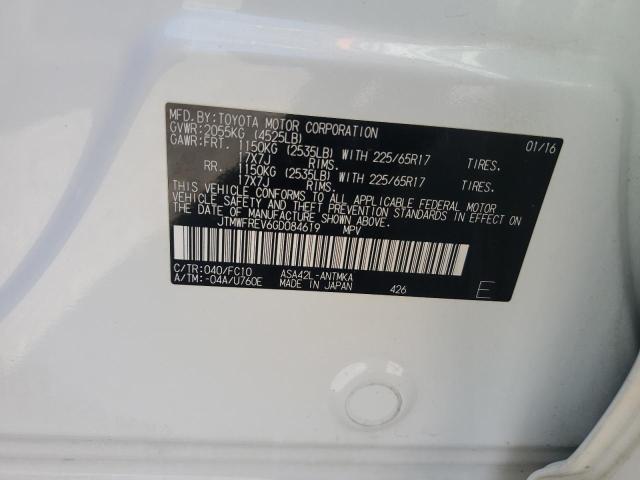 MFD.BY:TOYOTA MOTOR CORPORATION 01/16
GVWR:2055KG (4525LB)
GAWR:FRT. 1150KG (2535LB) WITH 225/65R17 TIRES.
17X7J RIMS.
RR. 1150KG (2535LB) WITH 225/65R17 TIRES.
17X7J RIMS.
THIS VEHICLE CONFORMS TO ALL APPLICABLE FEDERAL MOTOR
VEHICLE SAFETY AND THEFT PREVENTION STANDARDS IN EFFECT ON
THE DATE OF MANUFACTURE SHOWN ABOVE.
JTMWFREV6GD084619 MPV
C/TR:040/FC10 ASA42L-ANTMKA
A/TM:-04A/U760E MADE IN JAPAN 426 E